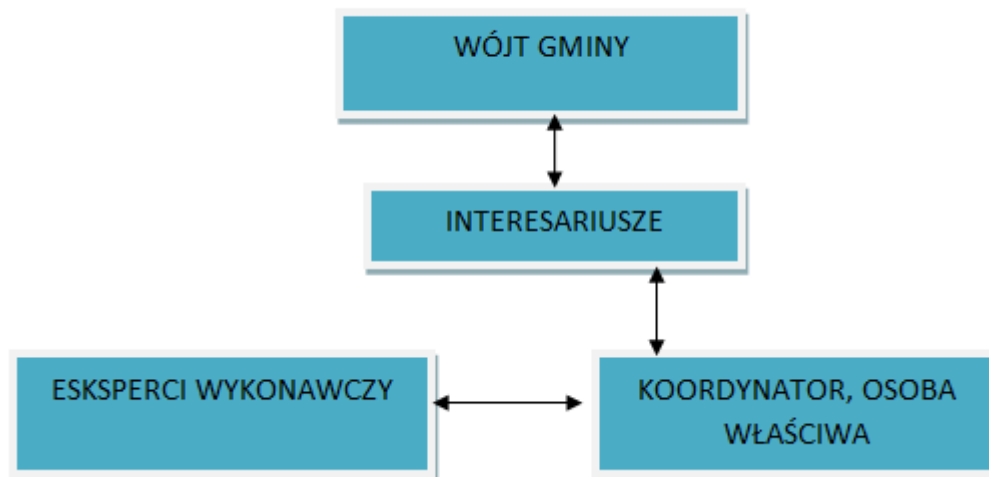 WÓJT GMINY
INTERESARIUSZE
ESKSPERCI WYKONAWCZY
KOORDYNATOR, OSOBA
WŁAŚCIWA